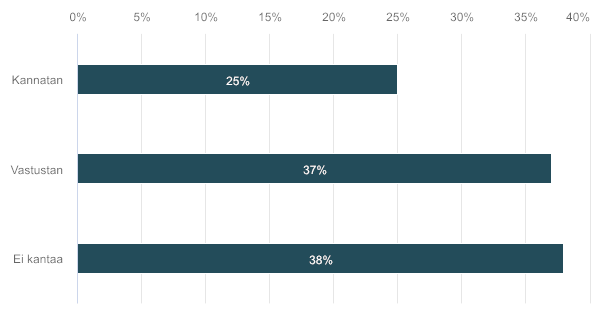 0% 5% 10% 15% 20% 25% 30% 35% 40%
Kannatan 25%
Vastustan 37%
Ei kantaa 38%